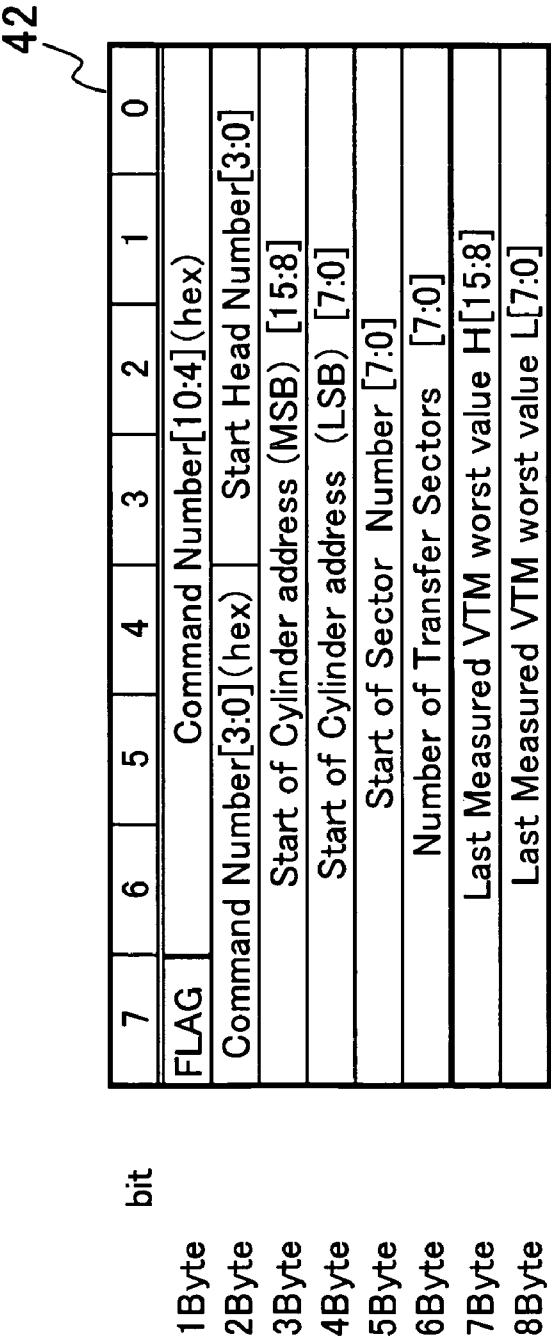 42
bit 7 6 5 4 3 2 1 0
1Byte FLAG Command Number[10:4](hex)
2Byte Command Number[3:0](hex) Start Head Number[3:0]
3Byte Start of Cylinder address (MSB) [15:8]
4Byte Start of Cylinder address (LSB) [7:0]
5Byte Start of Sector Number [7:0]
6Byte Number of Transfer Sectors [7:0]
7Byte Last Measured VTM worst value H[15:8]
8Byte Last Measured VTM worst value L[7:0]